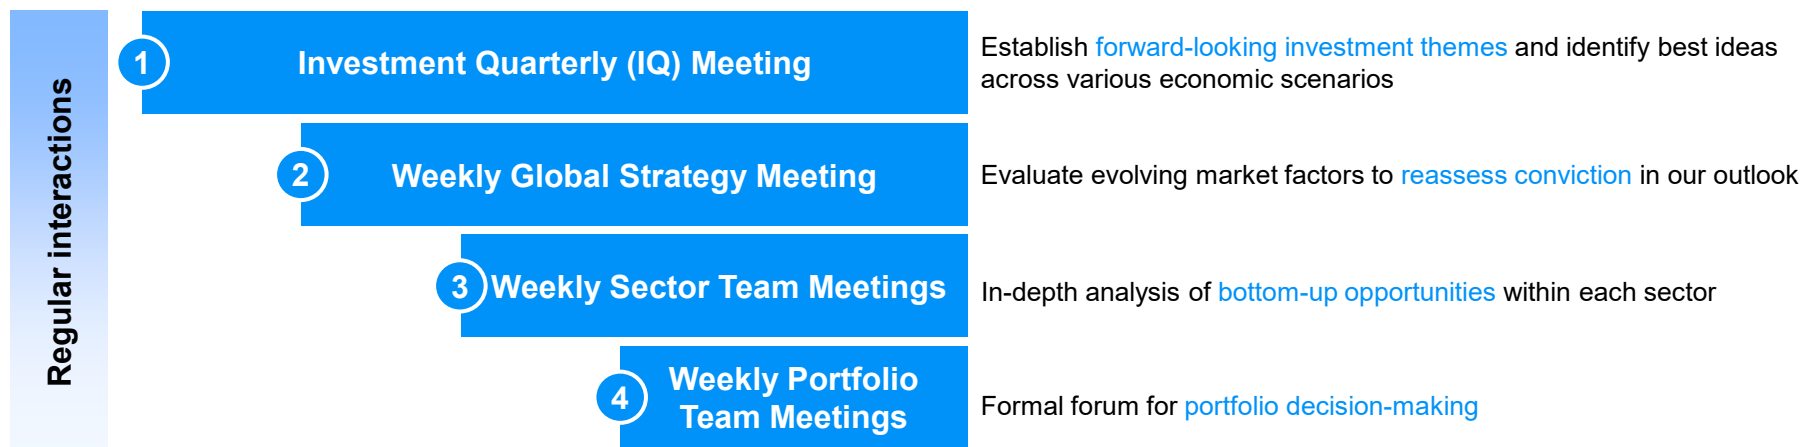 Regular interactions
1
Investment Quarterly (IQ) Meeting
Establish forward-looking investment themes and identify best ideas
across various economic scenarios
2
Weekly Global Strategy Meeting
Evaluate evolving market factors to reassess conviction in our outlook
3
Weekly Sector Team Meetings
In-depth analysis of bottom-up opportunities within each sector
4
Weekly Portfolio
Team Meetings
Formal forum for portfolio decision-making